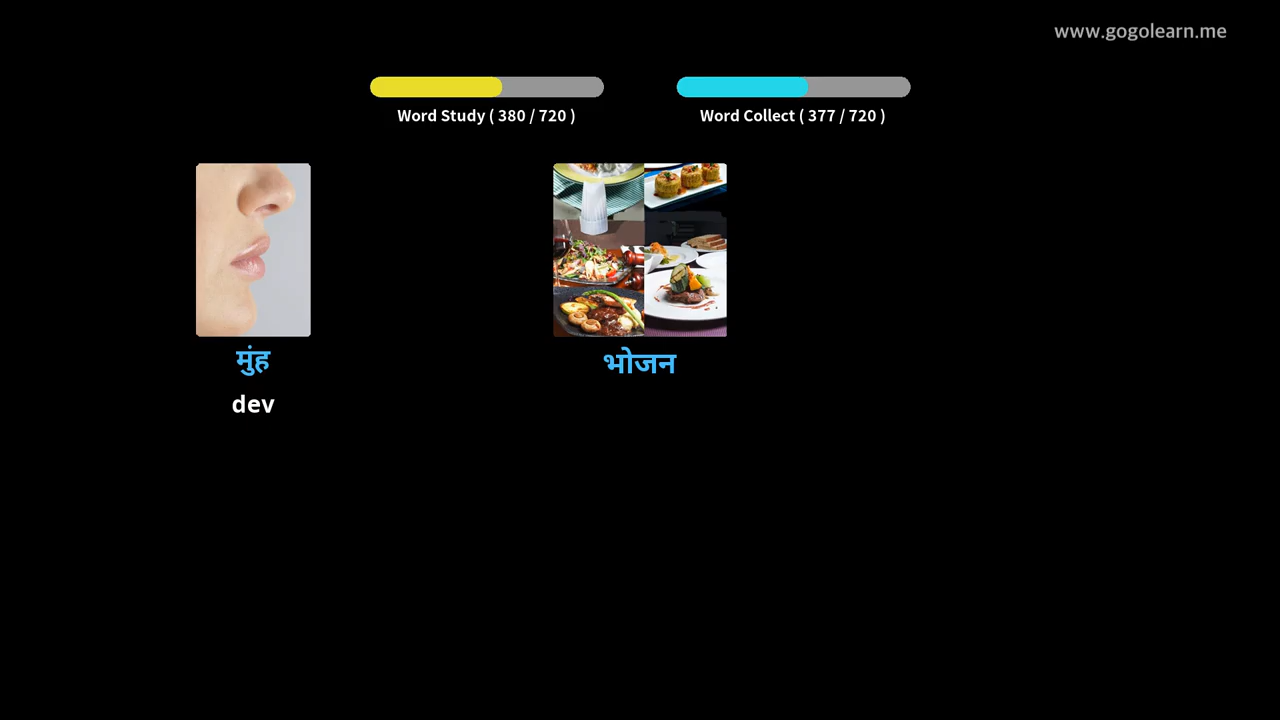 www.gogolearn.me
Word Study ( 380 / 720 )
Word Collect ( 377 / 720 )
मुंह
भोजन
dev